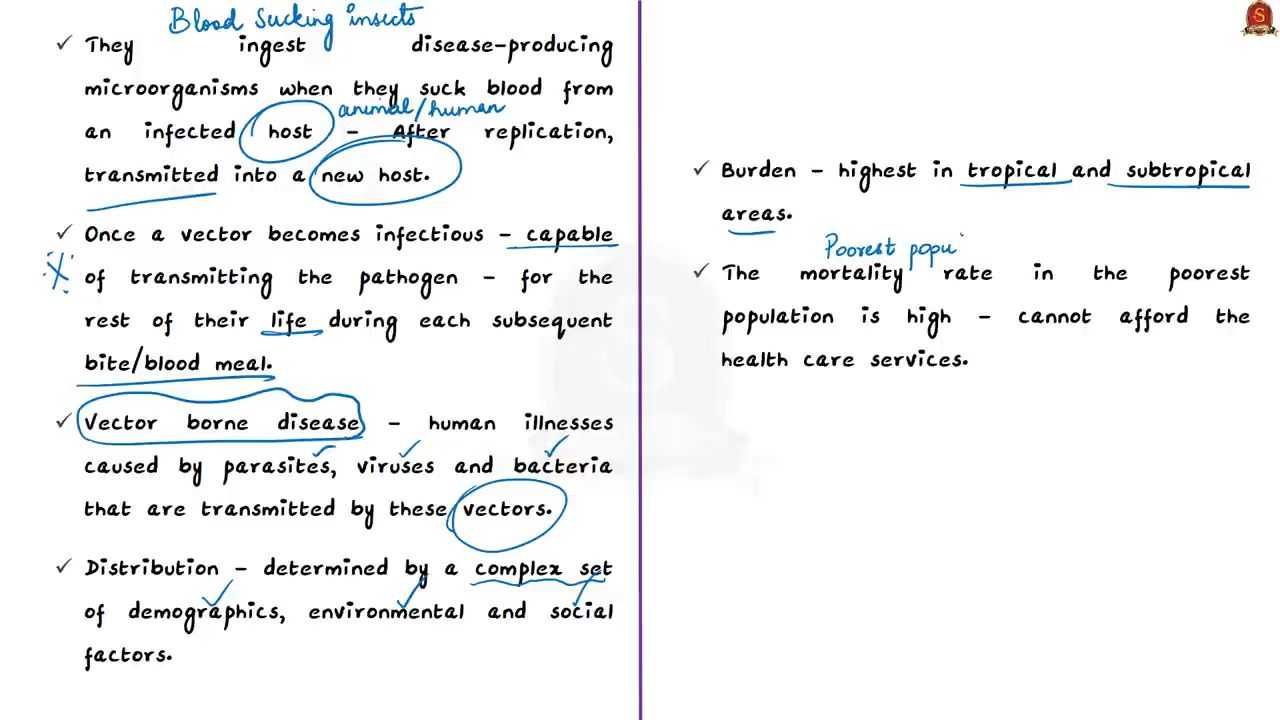 Blood Sucking insects
✓ They ingest disease-producing
microorganisms when they suck blood from
animal/human
an infected host – After replication,
transmitted into a new host.
✓ Once a vector becomes infectious – capable
of transmitting the pathogen – for the
rest of their life during each subsequent
bite/blood meal.
✓ Vector borne disease – human illnesses
caused by parasites, viruses and bacteria
that are transmitted by these vectors.
✓ Distribution – determined by a complex set
of demographics, environmental and social
factors.
✓ Burden – highest in tropical and subtropical
areas.
Poorest popu
✓ The mortality rate in the poorest
population is high – cannot afford the
health care services.